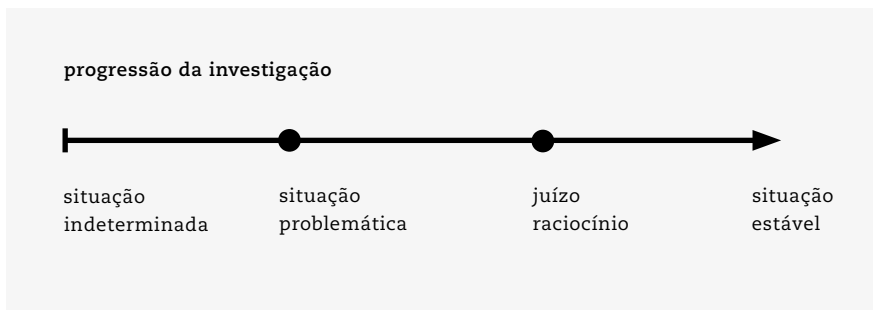 progressão da investigação
situação
indeterminada
situação
problemática
juízo
raciocínio
situação
estável